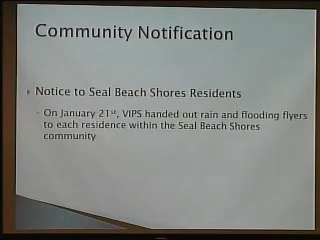 Community Notification
Notice to Seal Beach Shores Residents
- On January 21st, VIPS handed out rain and flooding flyers
to each residence within the Seal Beach Shores
community